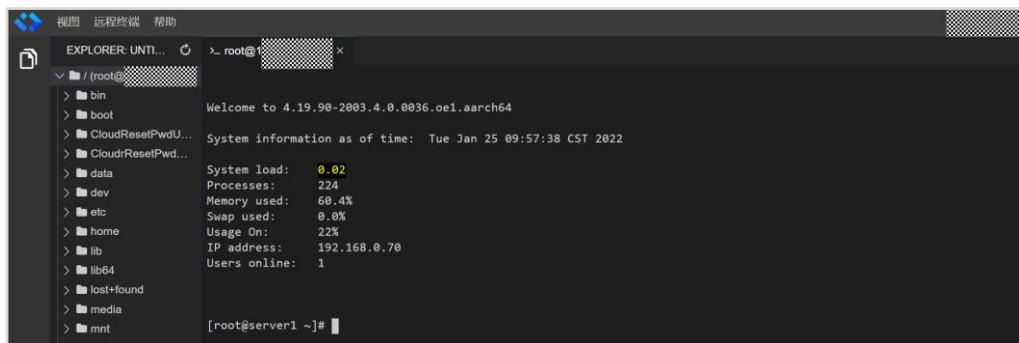 视图 远程终端 帮助
EXPLORER: UNTI...
>_ root@1 ×
/ (root@
bin
boot
CloudResetPwdU...
CloudrResetPwd...
data
dev
etc
home
lib
lib64
lost+found
media
mnt
Welcome to 4.19.90-2003.4.0.0036.oe1.aarch64
System information as of time: Tue Jan 25 09:57:38 CST 2022
System load: 0.02
Processes: 224
Memory used: 60.4%
Swap used: 0.0%
Usage On: 22%
IP address: 192.168.0.70
Users online: 1
[root@server1 ~]#